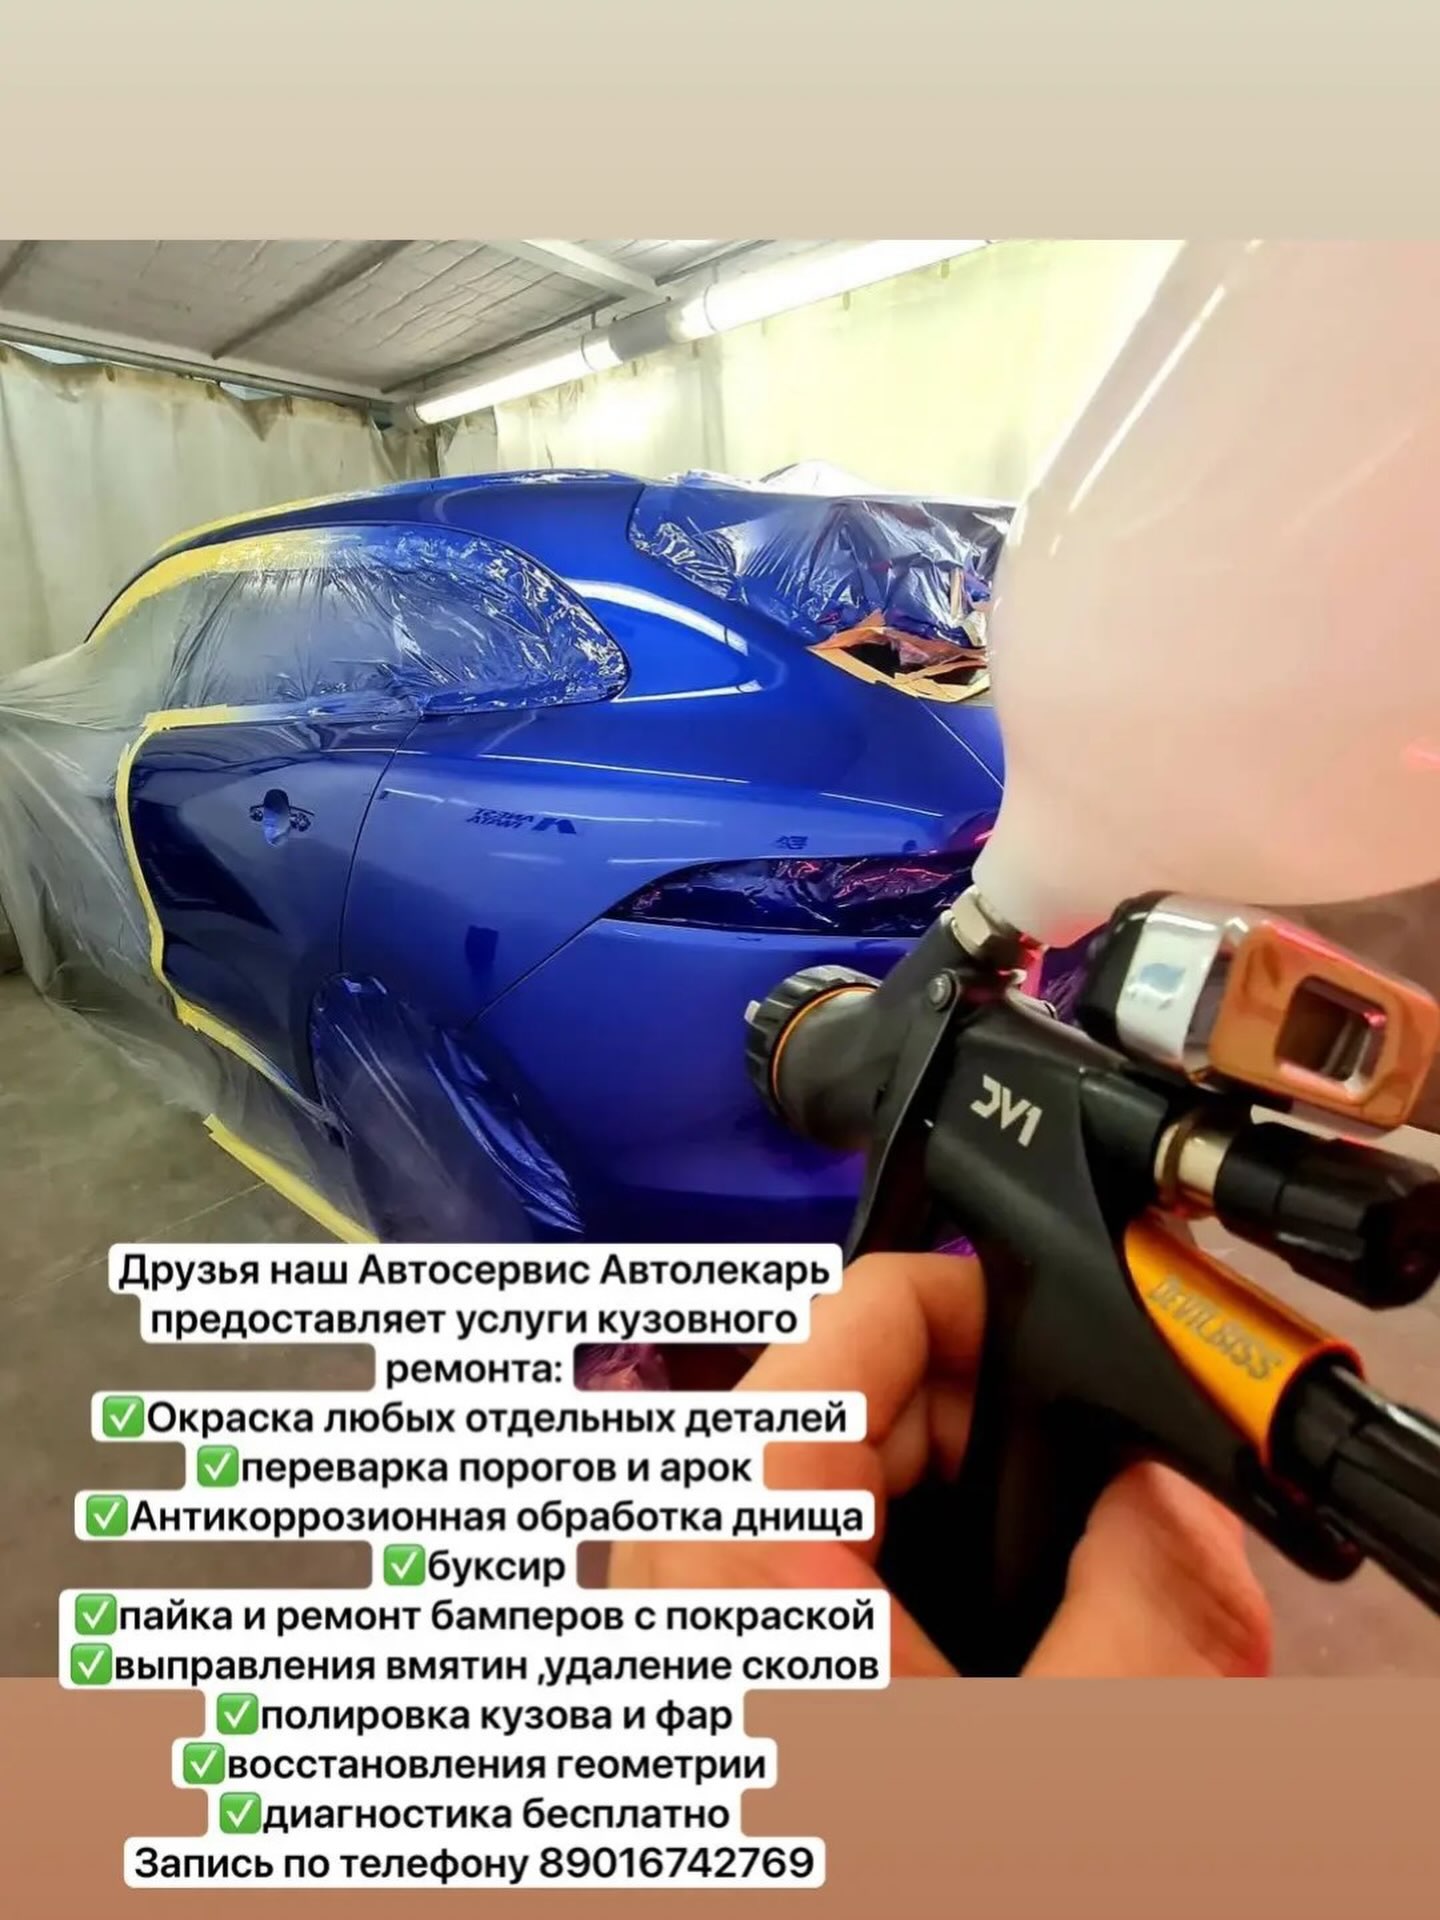 ANEST
IWATA
DV1
DEVILBISS
Друзья наш Автосервис Автолекарь
предоставляет услуги кузовного
ремонта:
✅Окраска любых отдельных деталей
✅переварка порогов и арок
✅Антикоррозионная обработка днища
✅буксир
✅пайка и ремонт бамперов с покраской
✅выправления вмятин ,удаление сколов
✅полировка кузова и фар
✅восстановления геометрии
✅диагностика бесплатно
Запись по телефону 89016742769